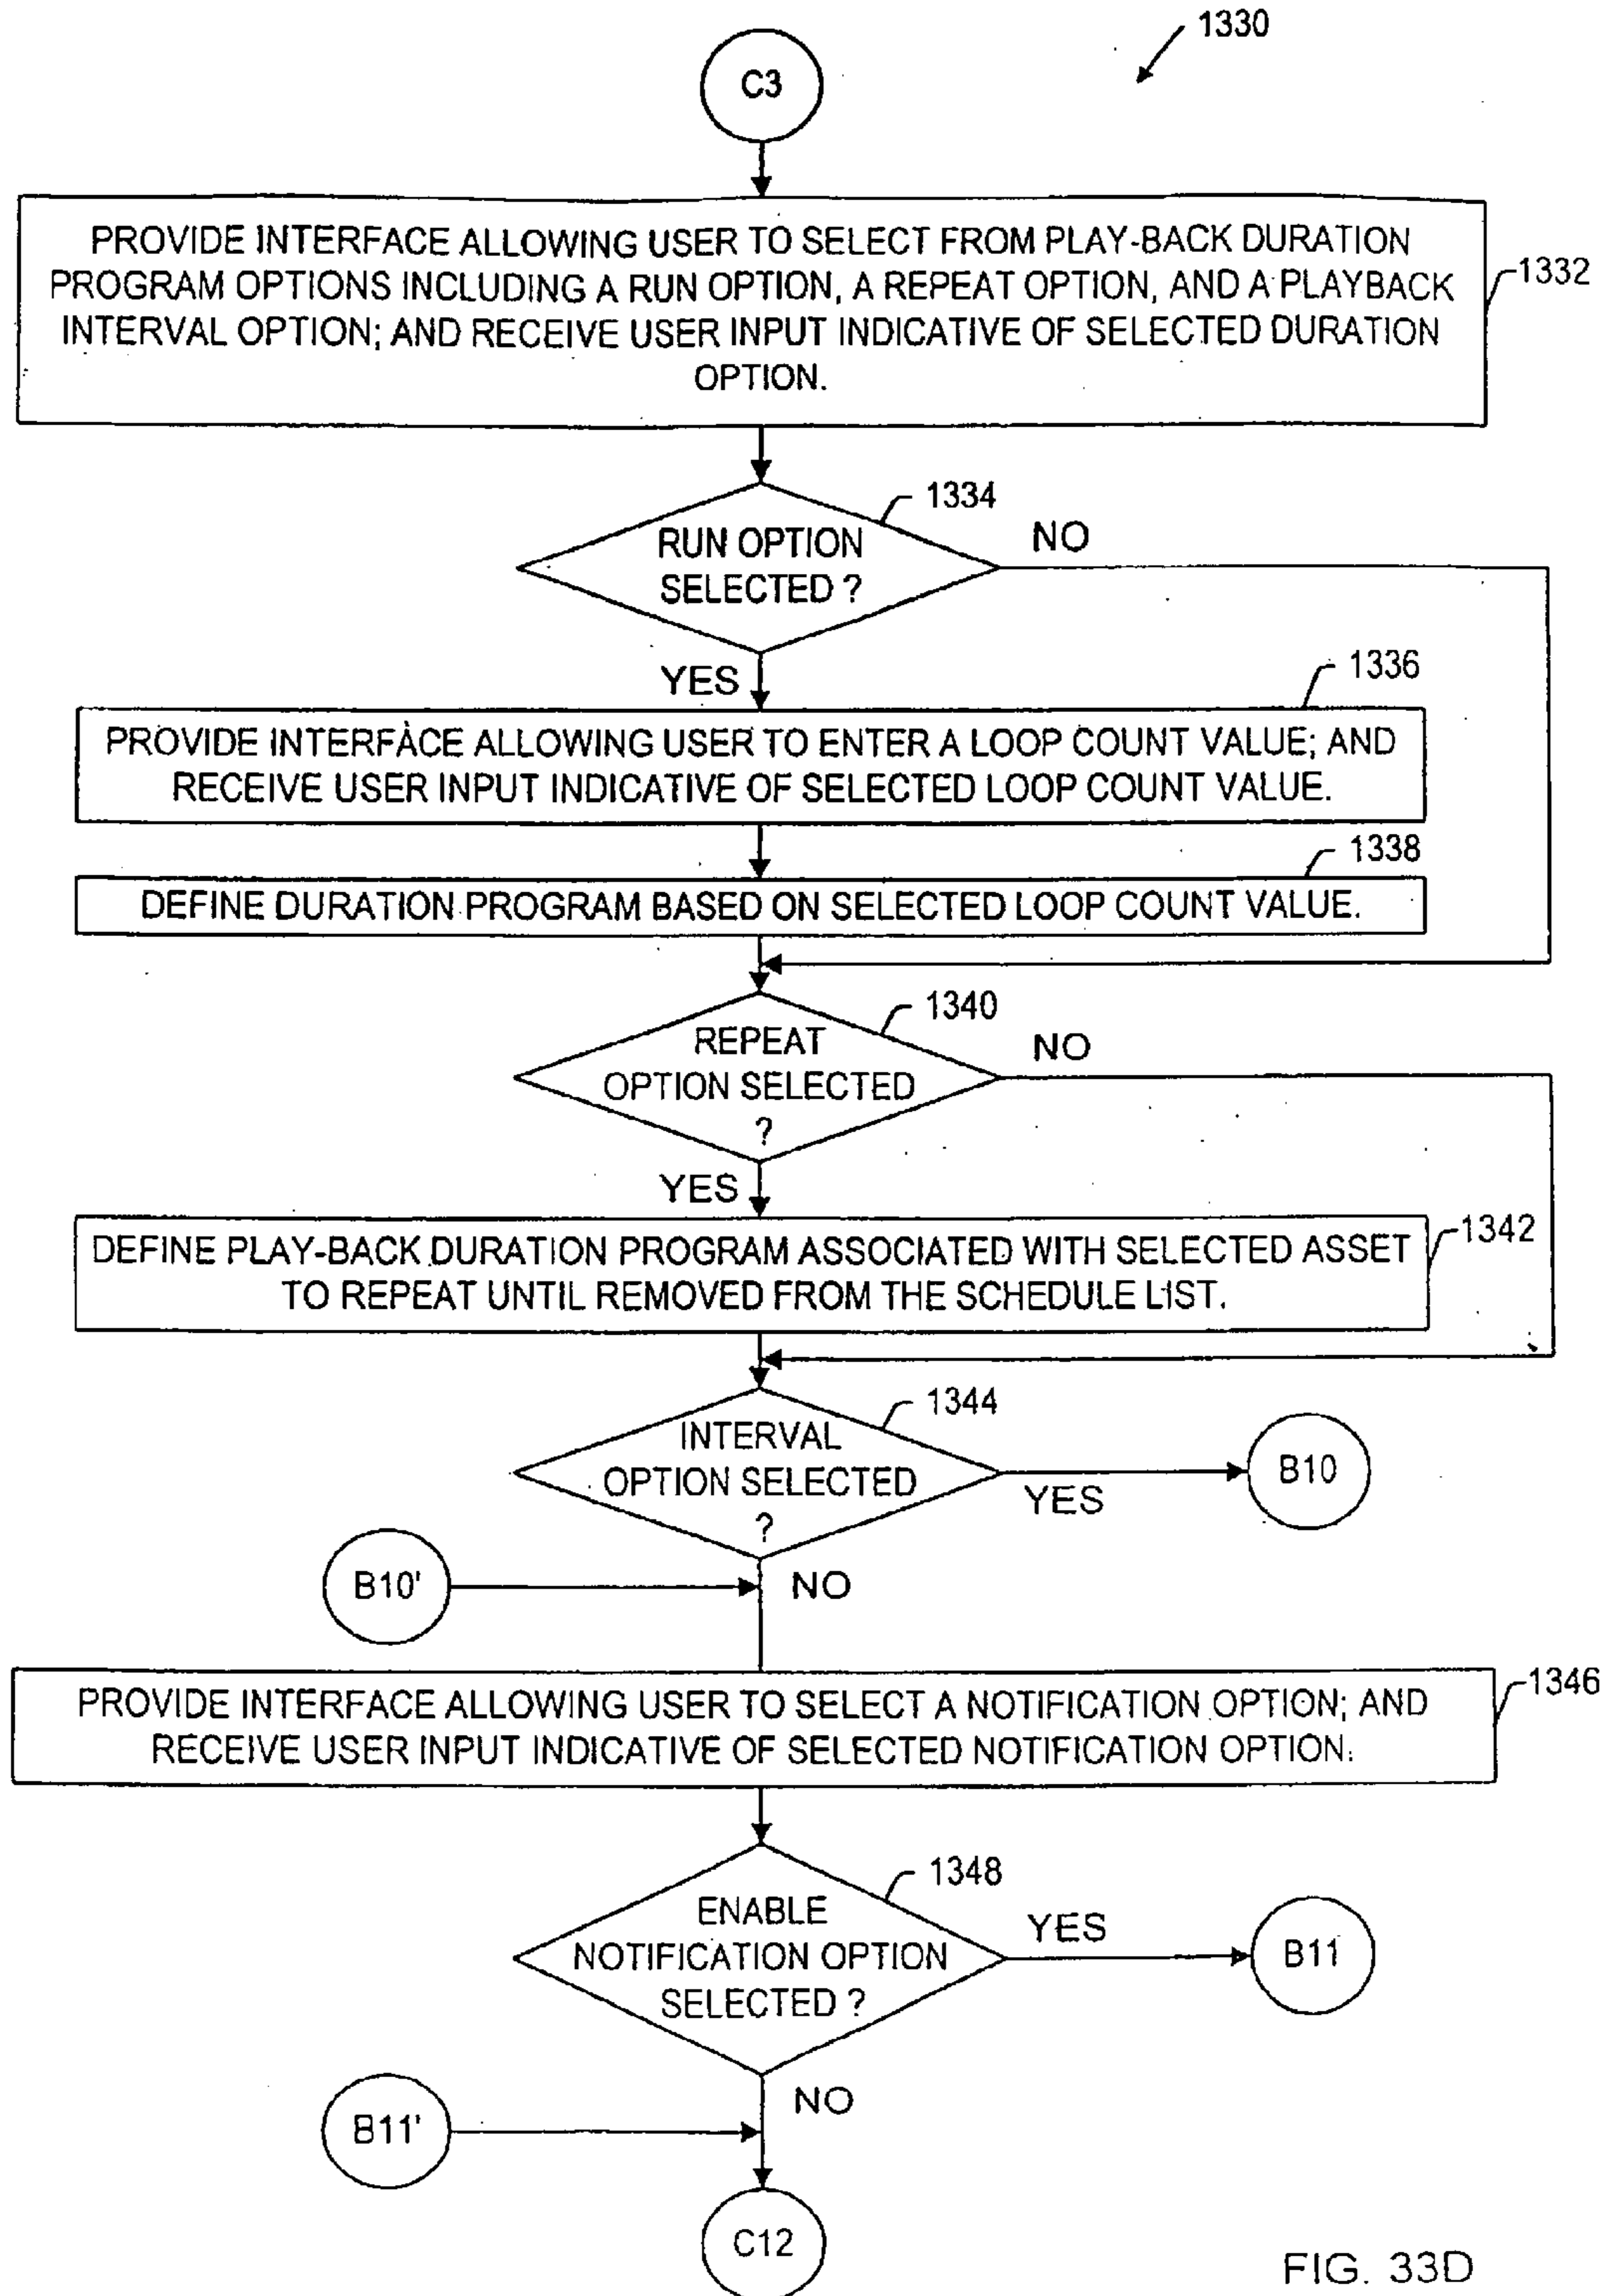 1330
C3
PROVIDE INTERFACE ALLOWING USER TO SELECT FROM PLAY-BACK DURATION
PROGRAM OPTIONS INCLUDING A RUN OPTION, A REPEAT OPTION, AND A PLAYBACK
INTERVAL OPTION; AND RECEIVE USER INPUT INDICATIVE OF SELECTED DURATION
OPTION.
1332
1334
RUN OPTION
SELECTED ?
NO
YES
1336
PROVIDE INTERFACE ALLOWING USER TO ENTER A LOOP COUNT VALUE; AND
RECEIVE USER INPUT INDICATIVE OF SELECTED LOOP COUNT VALUE.
1338
DEFINE DURATION PROGRAM BASED ON SELECTED LOOP COUNT VALUE.
1340
REPEAT
OPTION SELECTED
?
NO
YES
1342
DEFINE PLAY-BACK DURATION PROGRAM ASSOCIATED WITH SELECTED ASSET
TO REPEAT UNTIL REMOVED FROM THE SCHEDULE LIST.
1344
INTERVAL
OPTION SELECTED
?
YES
B10
B10'
NO
1346
PROVIDE INTERFACE ALLOWING USER TO SELECT A NOTIFICATION OPTION; AND
RECEIVE USER INPUT INDICATIVE OF SELECTED NOTIFICATION OPTION.
1348
ENABLE
NOTIFICATION OPTION
SELECTED ?
YES
B11
NO
B11'
C12
FIG. 33D